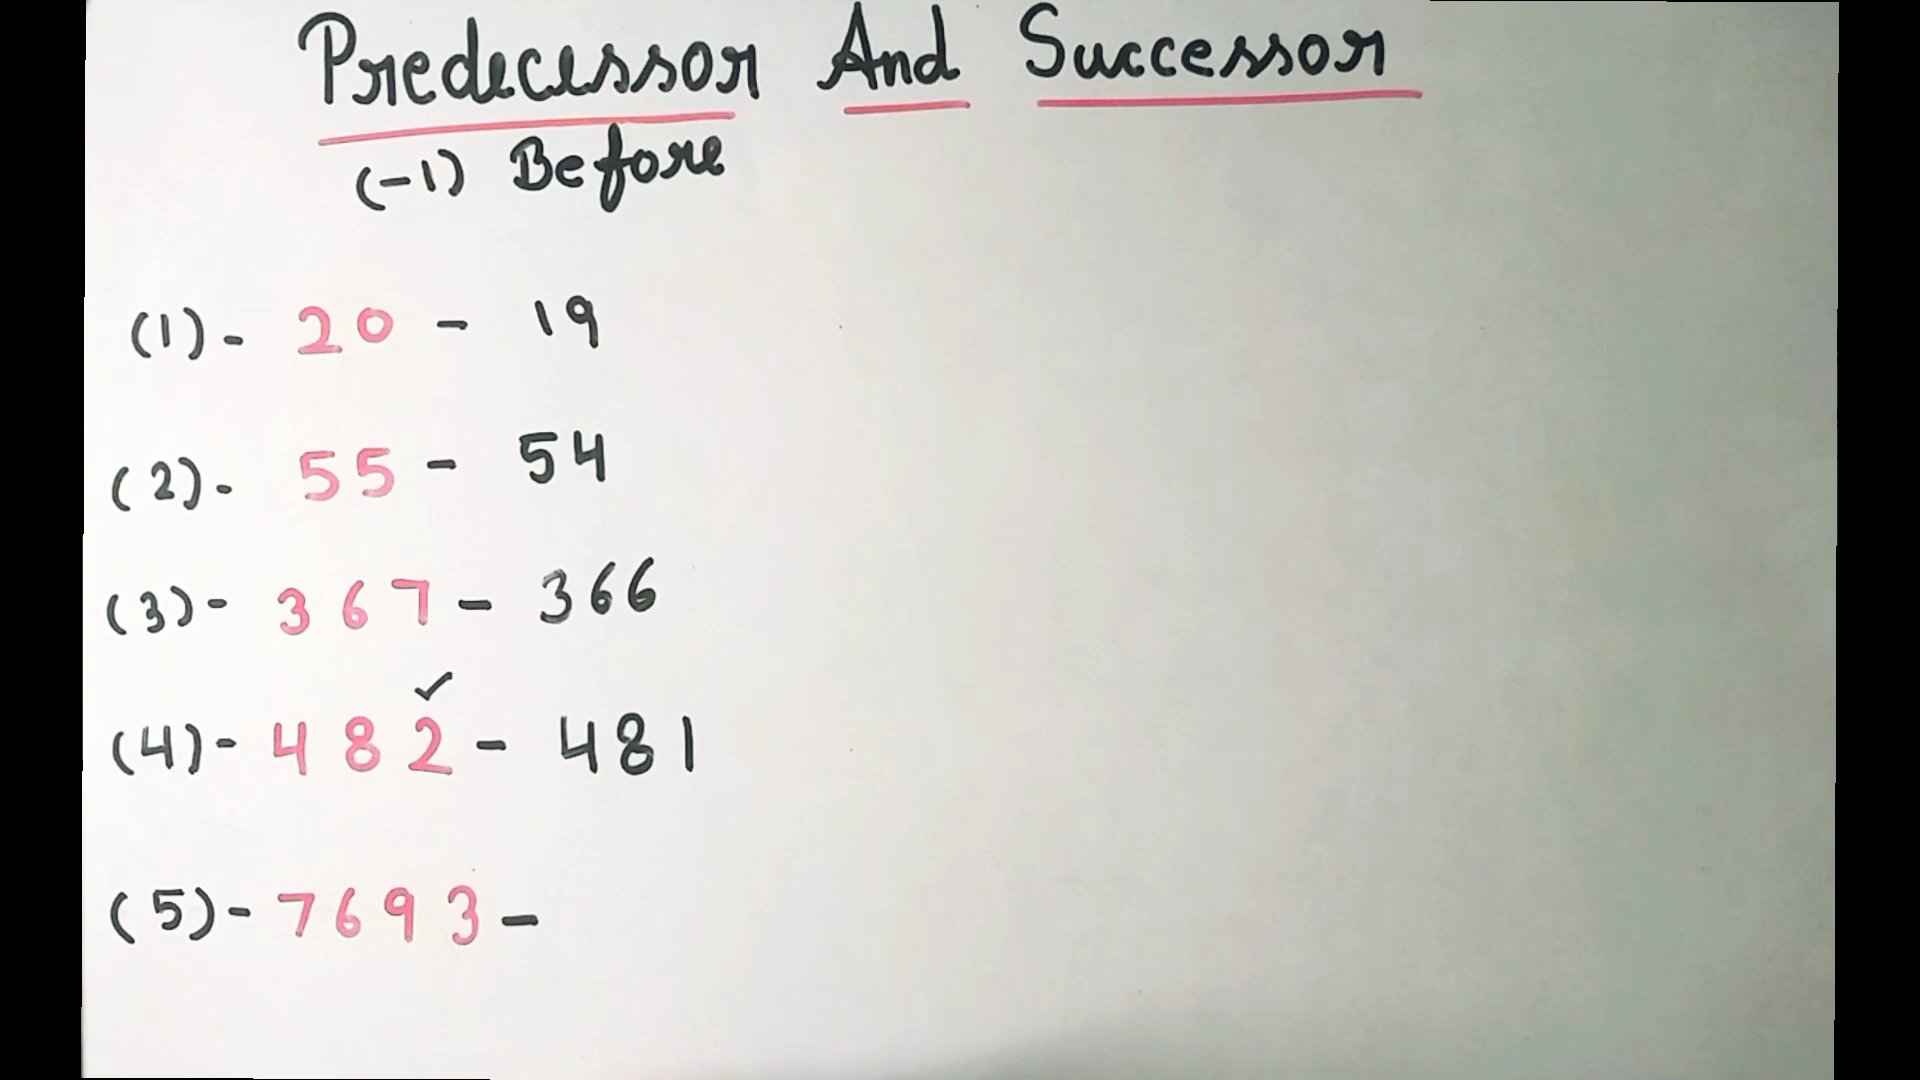 Predecessor And Successor
(-1) Before
(1)- 20 - 19
(2)- 55 - 54
(3)- 367 - 366
(4)- 482 - 481
(5)- 7693 -